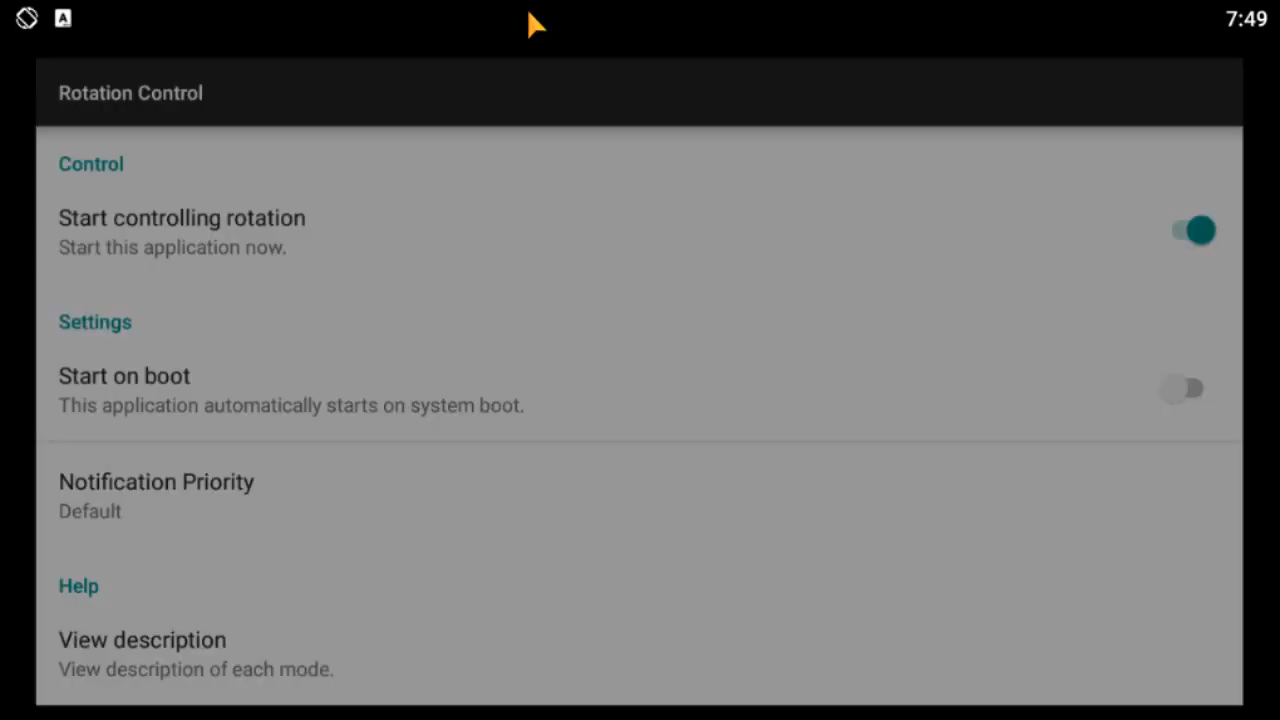 A
7:49
Rotation Control
Control
Start controlling rotation
Start this application now.
Settings
Start on boot
This application automatically starts on system boot.
Notification Priority
Default
Help
View description
View description of each mode.